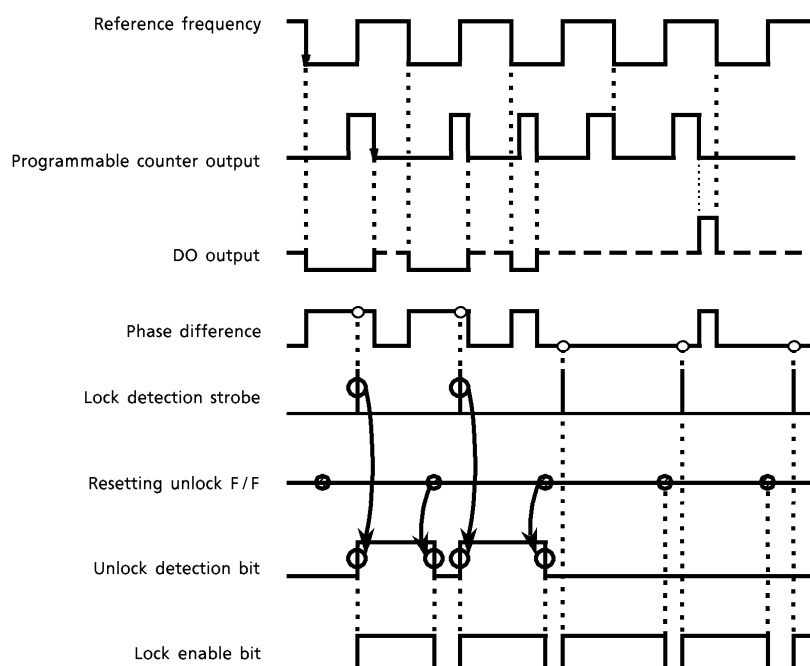 Reference frequency
Programmable counter output
DO output
Phase difference
Lock detection strobe
Resetting unlock F/F
Unlock detection bit
Lock enable bit